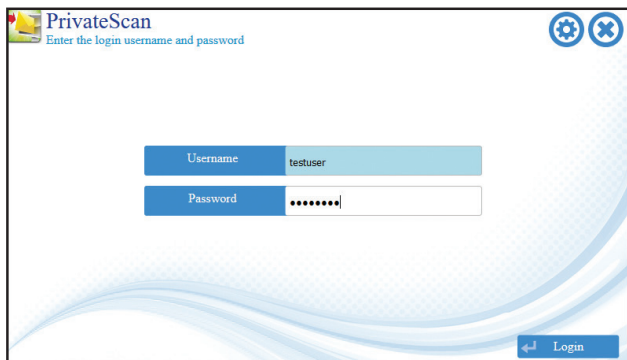 PrivateScan
Enter the login username and password
Username
testuser
Password
••••••••
Login